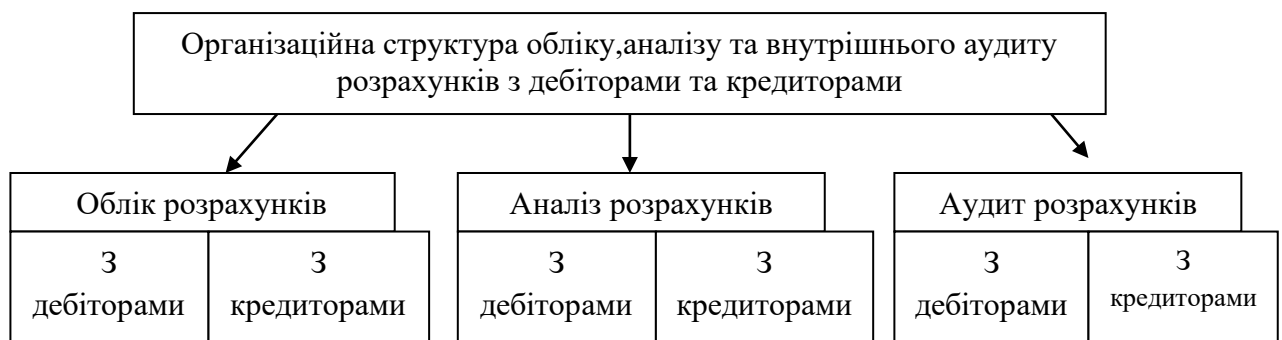 Організаційна структура обліку,аналізу та внутрішнього аудиту
розрахунків з дебіторами та кредиторами
Облік розрахунків
Аналіз розрахунків
Аудит розрахунків
З
дебіторами
З
кредиторами
З
дебіторами
З
кредиторами
З
дебіторами
З
кредиторами